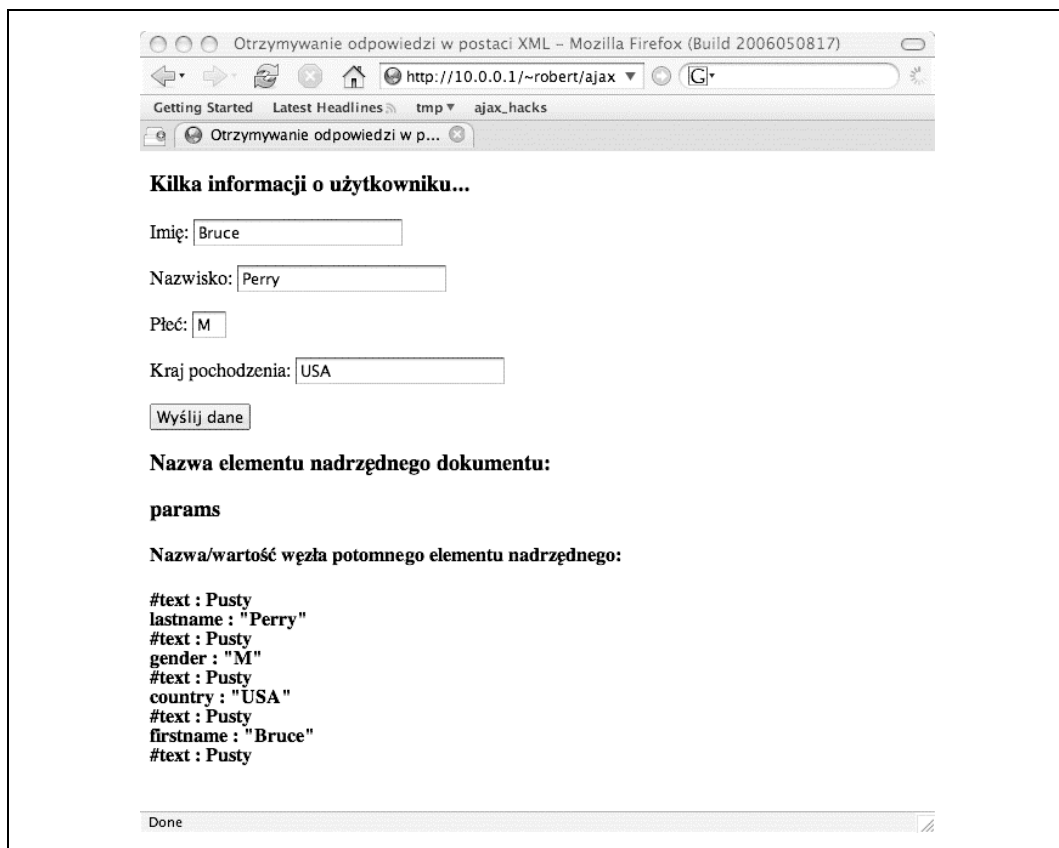 Otrzymywanie odpowiedzi w postaci XML – Mozilla Firefox (Build 2006050817)
http://10.0.0.1/~robert/ajax G
Getting Started Latest Headlines tmp ajax_hacks
Otrzymywanie odpowiedzi w p...
Kilka informacji o użytkowniku...
Imię: Bruce
Nazwisko: Perry
Płeć: M
Kraj pochodzenia: USA
Wyślij dane
Nazwa elementu nadrzędnego dokumentu:
params
Nazwa/wartość węzła potomnego elementu nadrzędnego:
#text : Pusty
lastname : "Perry"
#text : Pusty
gender : "M"
#text : Pusty
country : "USA"
#text : Pusty
firstname : "Bruce"
#text : Pusty
Done